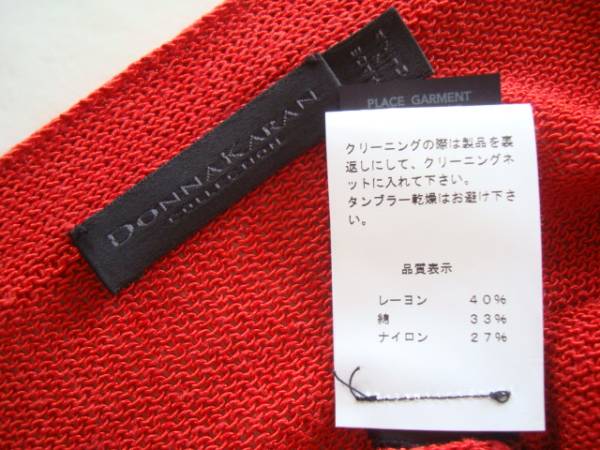 DONNAKARAN
COLLECTION
PLACE GARMENT
クリーニングの際は製品を裏
返しにして、クリーニングネ
ットに入れて下さい。
タンブラー乾燥はお避け下さ
い。
品質表示
レーヨン 40%
綿 33%
ナイロン 27%